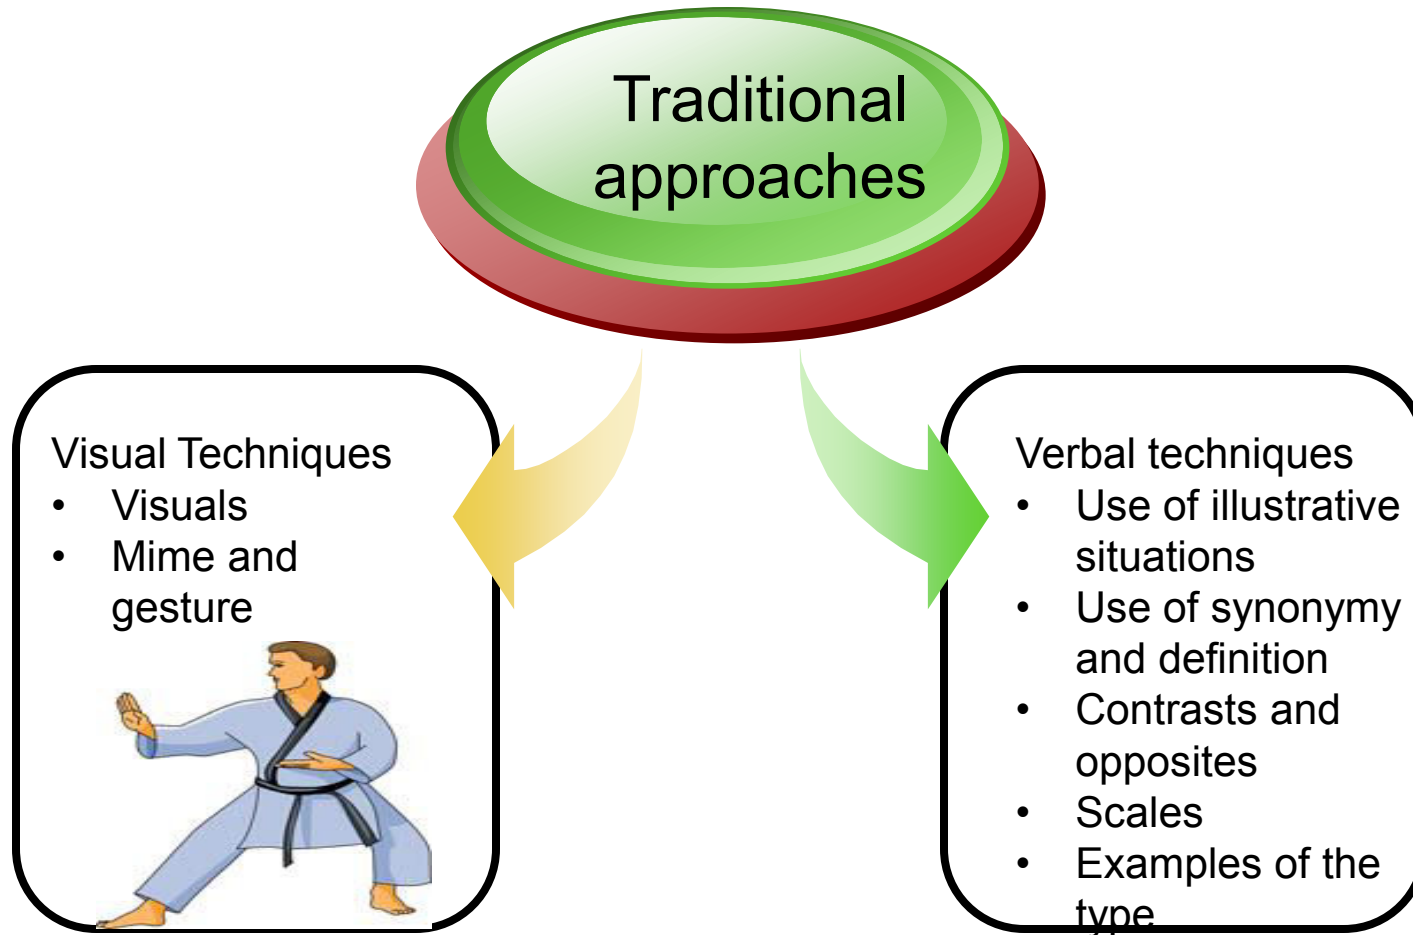 Traditional
approaches
Visual Techniques
• Visuals
• Mime and
gesture
Verbal techniques
• Use of illustrative
situations
• Use of synonymy
and definition
• Contrasts and
opposites
• Scales
• Examples of the
type